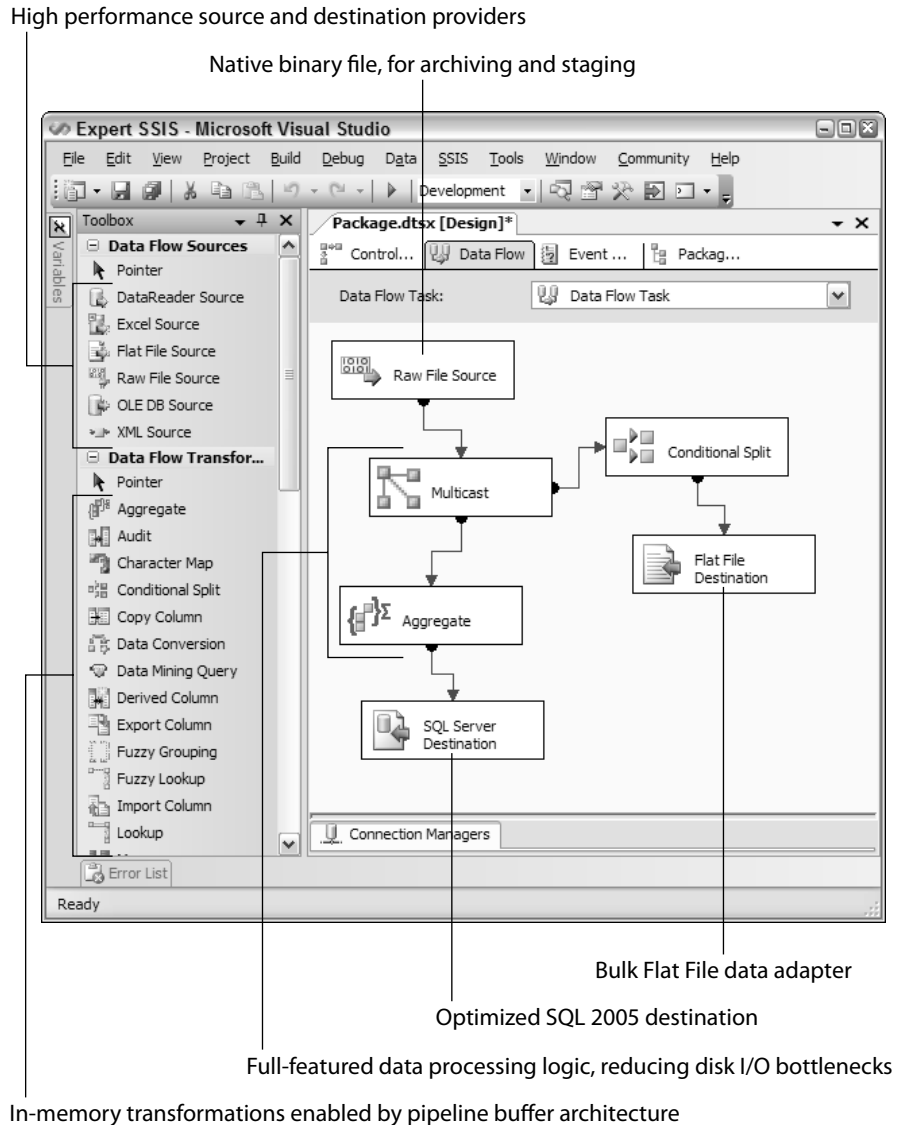 High performance source and destination providers
Native binary file, for archiving and staging
Expert SSIS - Microsoft Visual Studio
File Edit View Project Build Debug Data SSIS Tools Window Community Help
Development
Variables
Toolbox
Package.dtsx [Design]*
Data Flow Sources
Control... Data Flow Event ... Packag...
Pointer
DataReader Source
Data Flow Task: Data Flow Task
Excel Source
Flat File Source
Raw File Source
OLE DB Source
XML Source
Data Flow Transfor...
Pointer
Aggregate
Audit
Character Map
Conditional Split
Copy Column
Data Conversion
Data Mining Query
Derived Column
Export Column
Fuzzy Grouping
Fuzzy Lookup
Import Column
Lookup
Raw File Source
Multicast
Conditional Split
Flat File
Destination
Aggregate
SQL Server
Destination
Connection Managers
Error List
Ready
Bulk Flat File data adapter
Optimized SQL 2005 destination
Full-featured data processing logic, reducing disk I/O bottlenecks
In-memory transformations enabled by pipeline buffer architecture